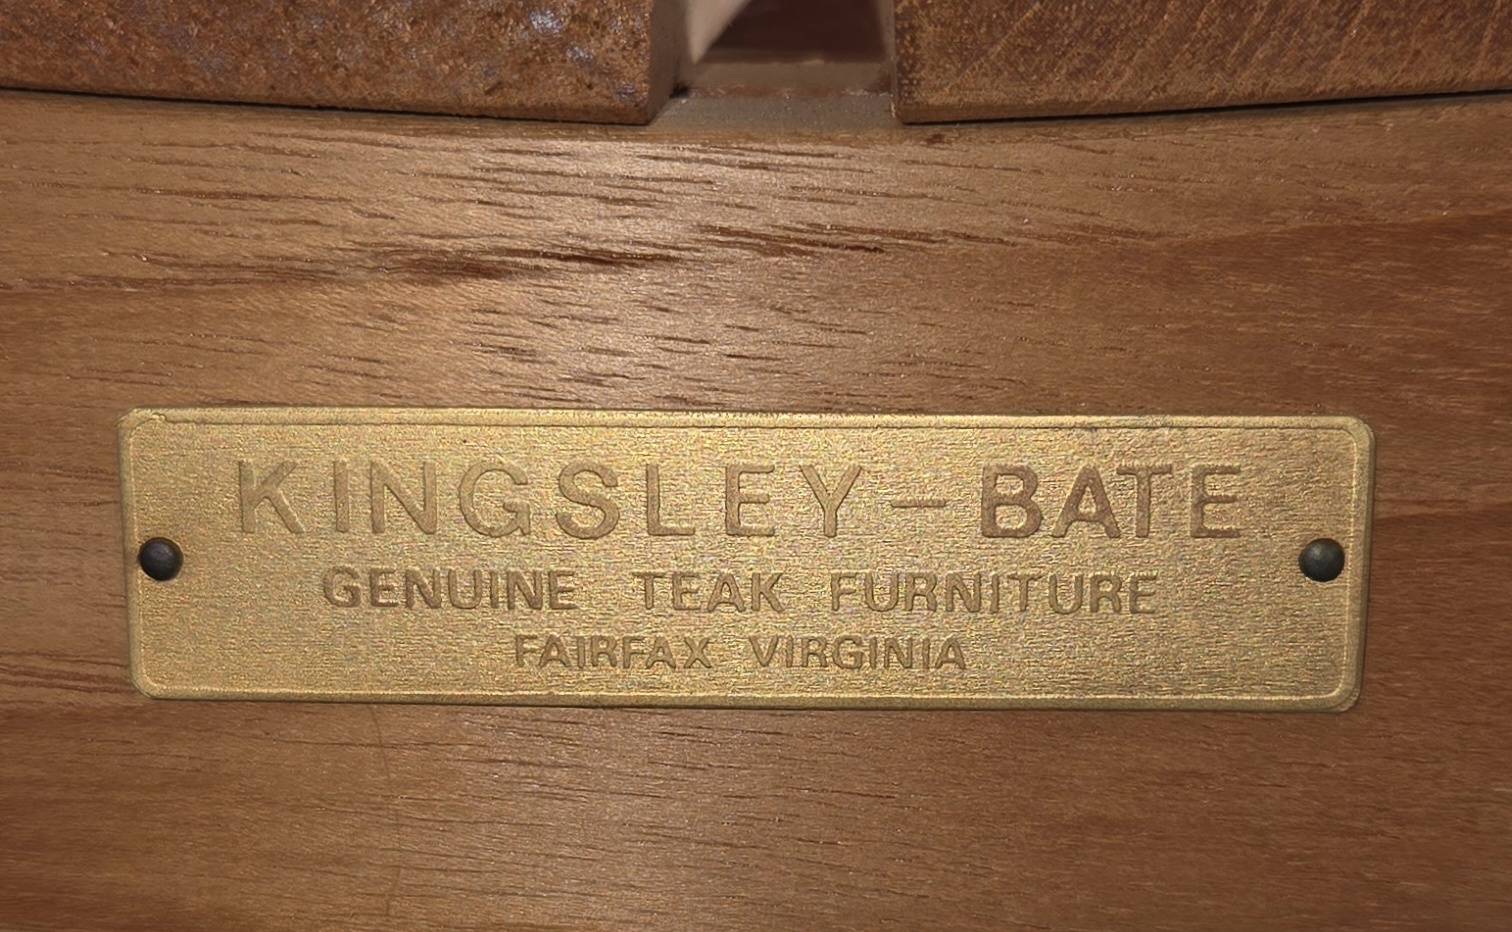 KINGSLEY-BATE
GENUINE TEAK FURNITURE
FAIRFAX VIRGINIA